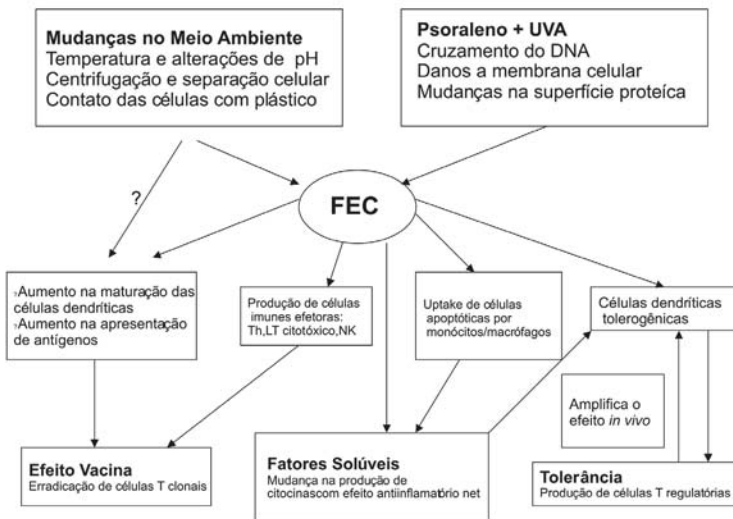 Mudanças no Meio Ambiente
Temperatura e alterações de pH
Centrifugação e separação celular
Contato das células com plástico
Psoraleno + UVA
Cruzamento do DNA
Danos a membrana celular
Mudanças na superfície proteíca
?
FEC
,Aumento na maturação das
células dendríticas
,Aumento na apresentação
de antígenos
Produção de células
imunes efetoras:
Th,LT citotóxico,NK
Uptake de células
apoptóticas por
monócitos/macrófagos
Células dendríticas
tolerogênicas
Amplifica o
efeito in vivo
Efeito Vacina
Erradicação de células T clonais
Fatores Solúveis
Mudança na produção de
citocinascom efeito antiinflamatório net
Tolerância
Produção de células T regulatórias